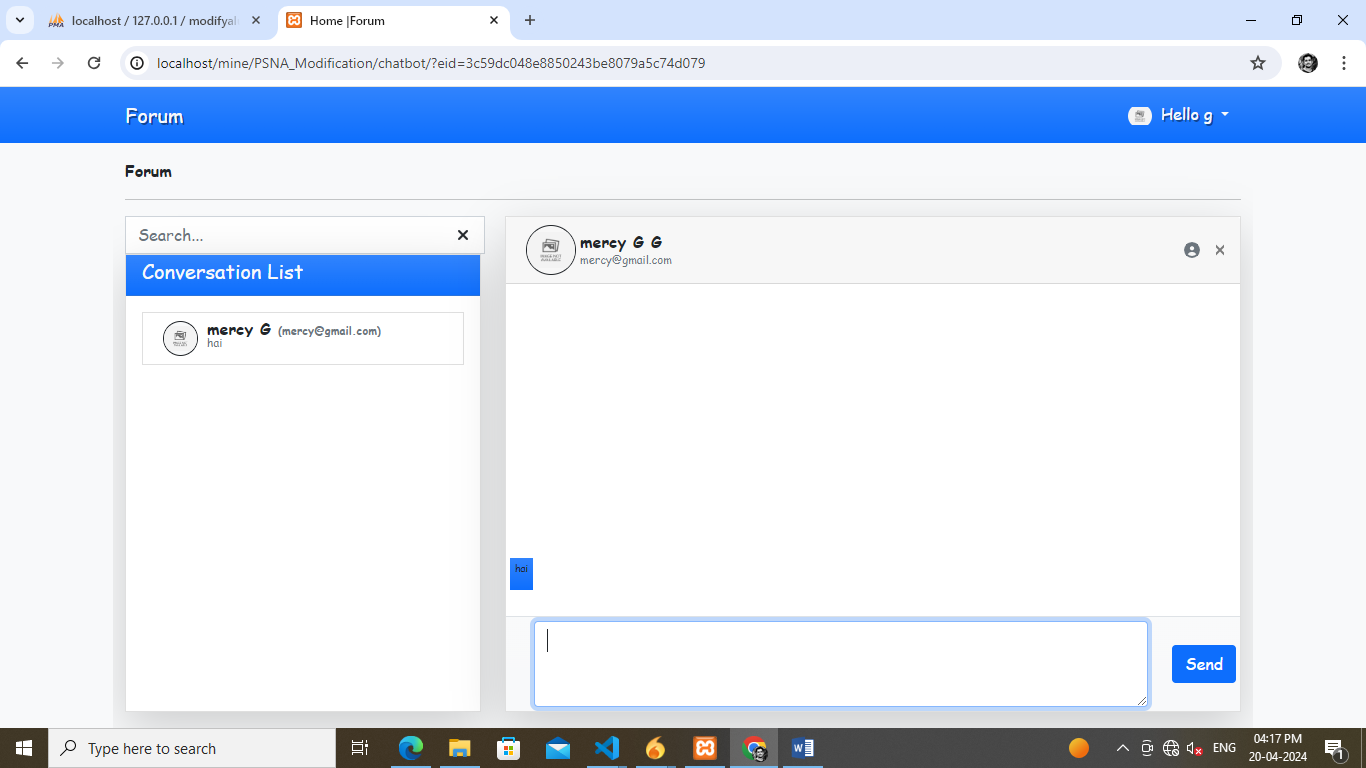 localhost / 127.0.0.1 / modifyal
Home |Forum
localhost/mine/PSNA_Modification/chatbot/?eid=3c59dc048e8850243be8079a5c74d079
Forum
Hello g
Forum
Search...
Conversation List
mercy G (mercy@gmail.com)
hai
mercy G G
mercy@gmail.com
hai
Send
Type here to search
ENG
04:17 PM
20-04-2024
1